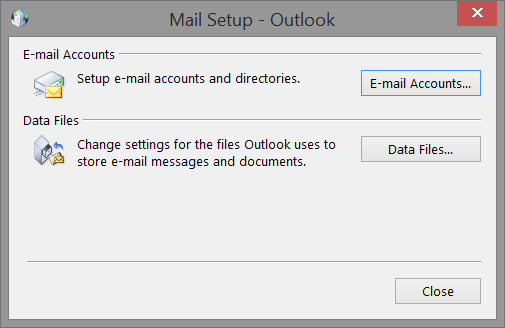 Mail Setup - Outlook
E-mail Accounts
Setup e-mail accounts and directories.
E-mail Accounts...
Data Files
Change settings for the files Outlook uses to
store e-mail messages and documents.
Data Files...
Close